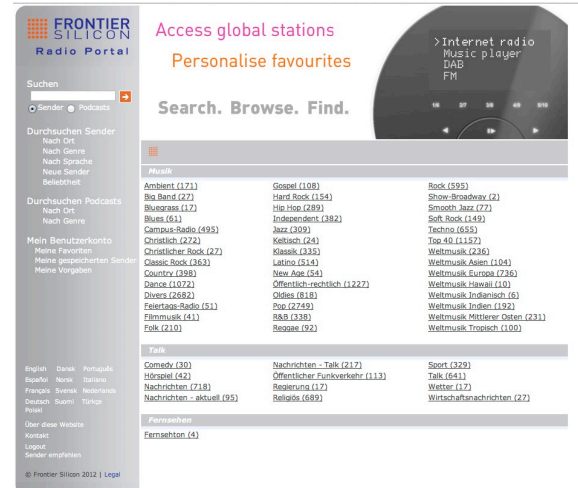 FRONTIER
SILICON
Radio Portal
Access global stations
Personalise favourites
Search. Browse. Find.
>Internet radio
Music player
DAB
FM
1/6 2/7 3/8 4/9 5/10
Suchen
Sender Podcasts
Durchsuchen Sender
Nach Ort
Nach Genre
Nach Sprache
Neue Sender
Beliebtheit
Durchsuchen Podcasts
Nach Ort
Nach Genre
Mein Benutzerkonto
Meine Favoriten
Meine gespeicherten Sender
Meine Vorgaben
English Dansk Português
Español Norsk Italiano
Français Svensk Nederlands
Deutsch Suomi Türkçe
Polski
Über diese Website
Kontakt
Logout
Sender empfehlen
© Frontier Silicon 2012 | Legal
Musik
Ambient (171)
Big Band (27)
Bluegrass (17)
Blues (61)
Campus-Radio (495)
Christlich (272)
Christlicher Rock (27)
Classic Rock (363)
Country (398)
Dance (1072)
Divers (2682)
Feiertags-Radio (51)
Filmmusik (41)
Folk (210)
Gospel (108)
Hard Rock (154)
Hip Hop (289)
Independent (382)
Jazz (309)
Keltisch (24)
Klassik (335)
Latino (514)
New Age (54)
Öffentlich-rechtlich (1227)
Oldies (818)
Pop (2749)
R&B (338)
Reggae (92)
Rock (595)
Show-Broadway (2)
Smooth Jazz (77)
Soft Rock (149)
Techno (655)
Top 40 (1157)
Weltmusik (236)
Weltmusik Asien (104)
Weltmusik Europa (736)
Weltmusik Hawaii (10)
Weltmusik Indianisch (6)
Weltmusik Indien (192)
Weltmusik Mittlerer Osten (231)
Weltmusik Tropisch (100)
Talk
Comedy (30)
Hörspiel (42)
Nachrichten (718)
Nachrichten - aktuell (95)
Nachrichten - Talk (217)
Öffentlicher Funkverkehr (113)
Regierung (17)
Religiös (689)
Sport (329)
Talk (641)
Wetter (17)
Wirtschaftsnachrichten (27)
Fernsehen
Fernsehton (4)